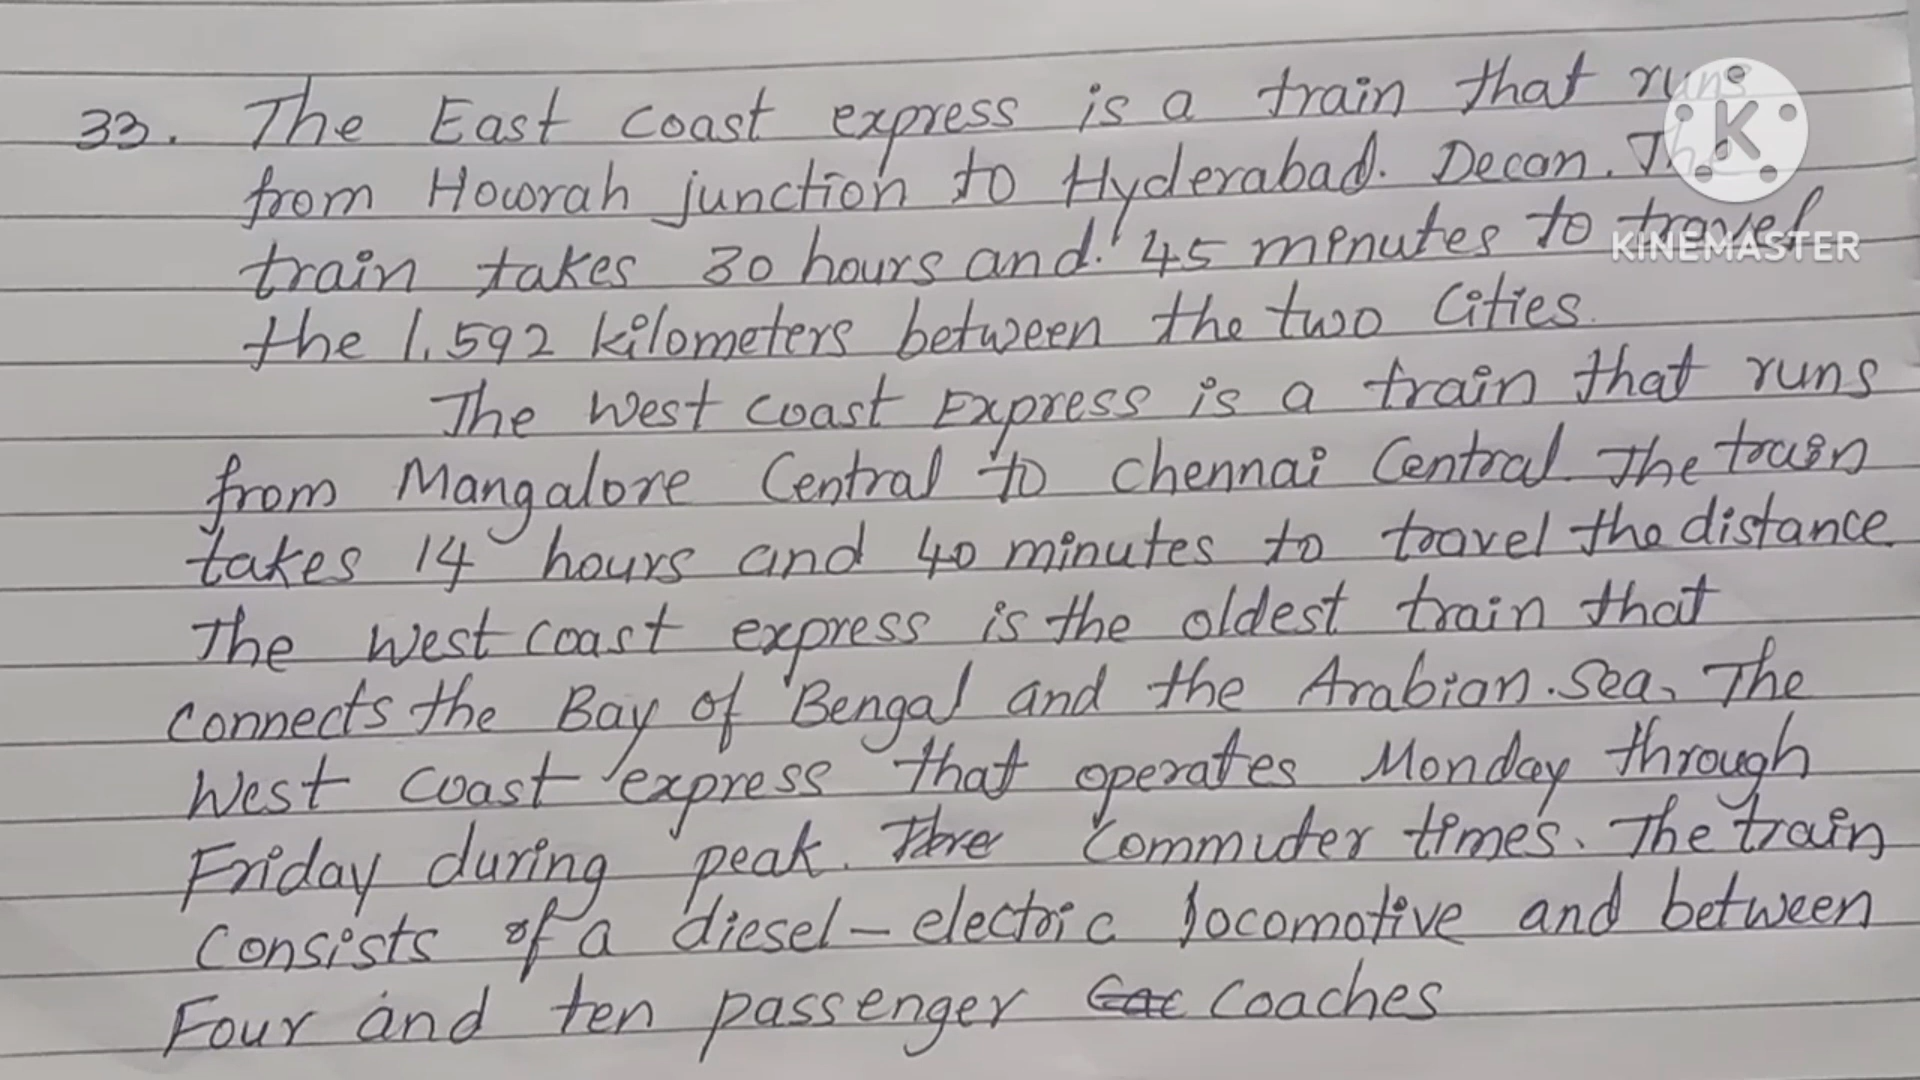 33. The East coast express is a train that runs
from Howrah junction to Hyderabad. Decan. The
train takes 30 hours and 45 minutes to travel
the 1,592 kilometers between the two Cities.
The West coast Express is a train that runs
from Mangalore Central to Chennai Central The train
takes 14 hours and 40 minutes to travel the distance.
The west coast express is the oldest train that
connects the Bay of Bengal and the Arabian.Sea. The
West coast express that operates Monday through
Friday during peak. commuter times. The train
consists of a diesel-electric locomotive and between
Four and ten passenger coaches
K
KINEMASTER